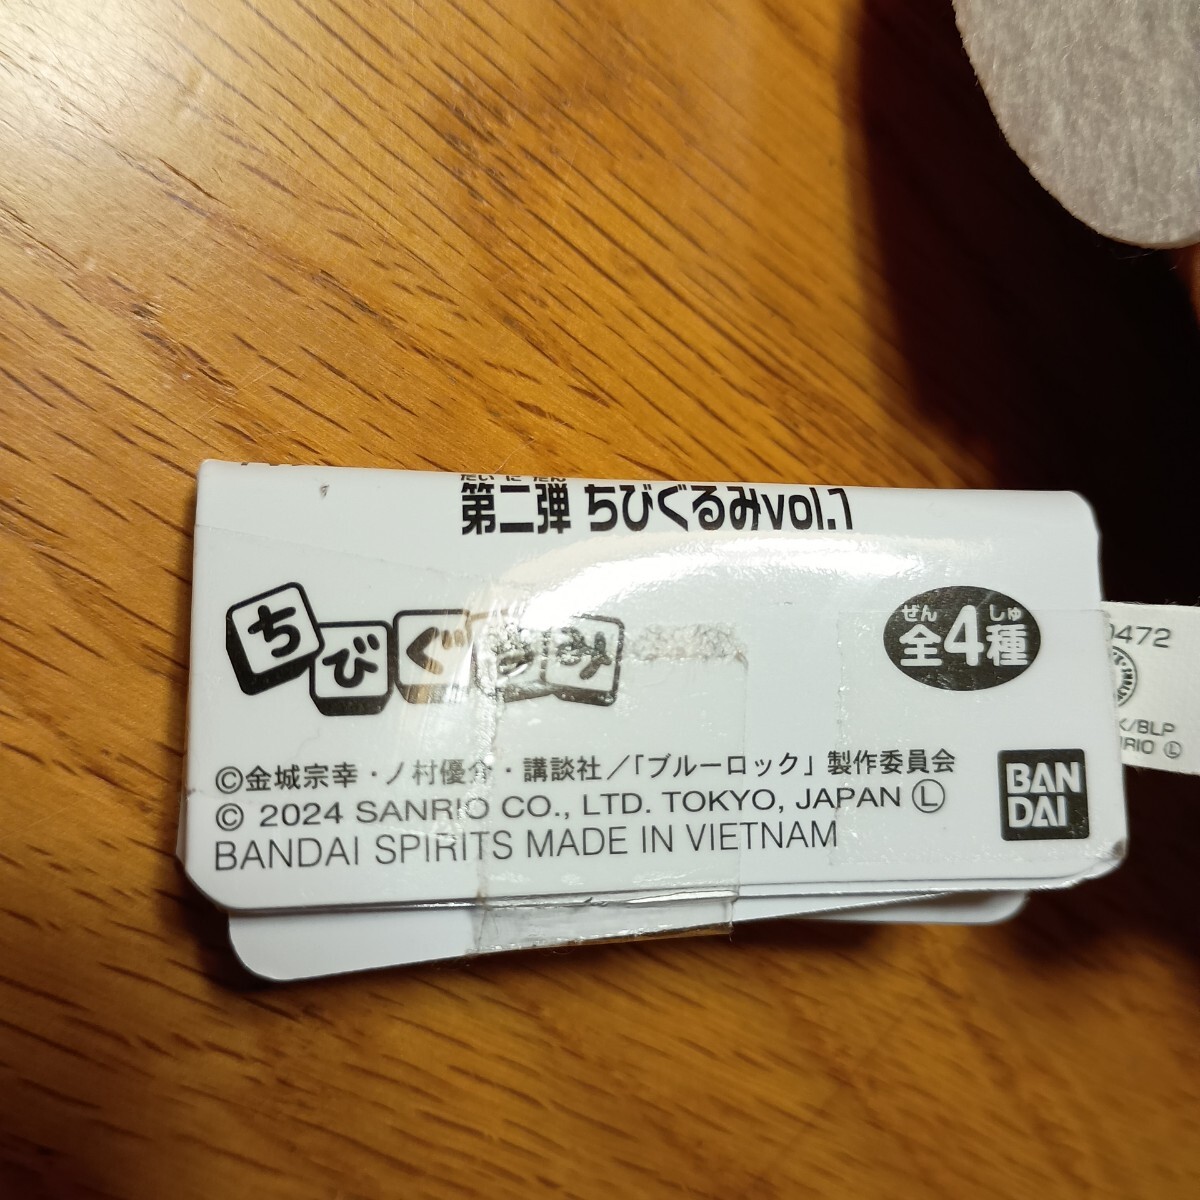 だい に だん
第二弾 ちびぐるみvol.1
ちびぐるみ
ぜん しゅ
全4種
©金城宗幸・ノ村優介・講談社/「ブルーロック」製作委員会
© 2024 SANRIO CO., LTD. TOKYO, JAPAN Ⓛ
BANDAI SPIRITS MADE IN VIETNAM
BAN
DAI
0472
K/BLP
RIO Ⓛ